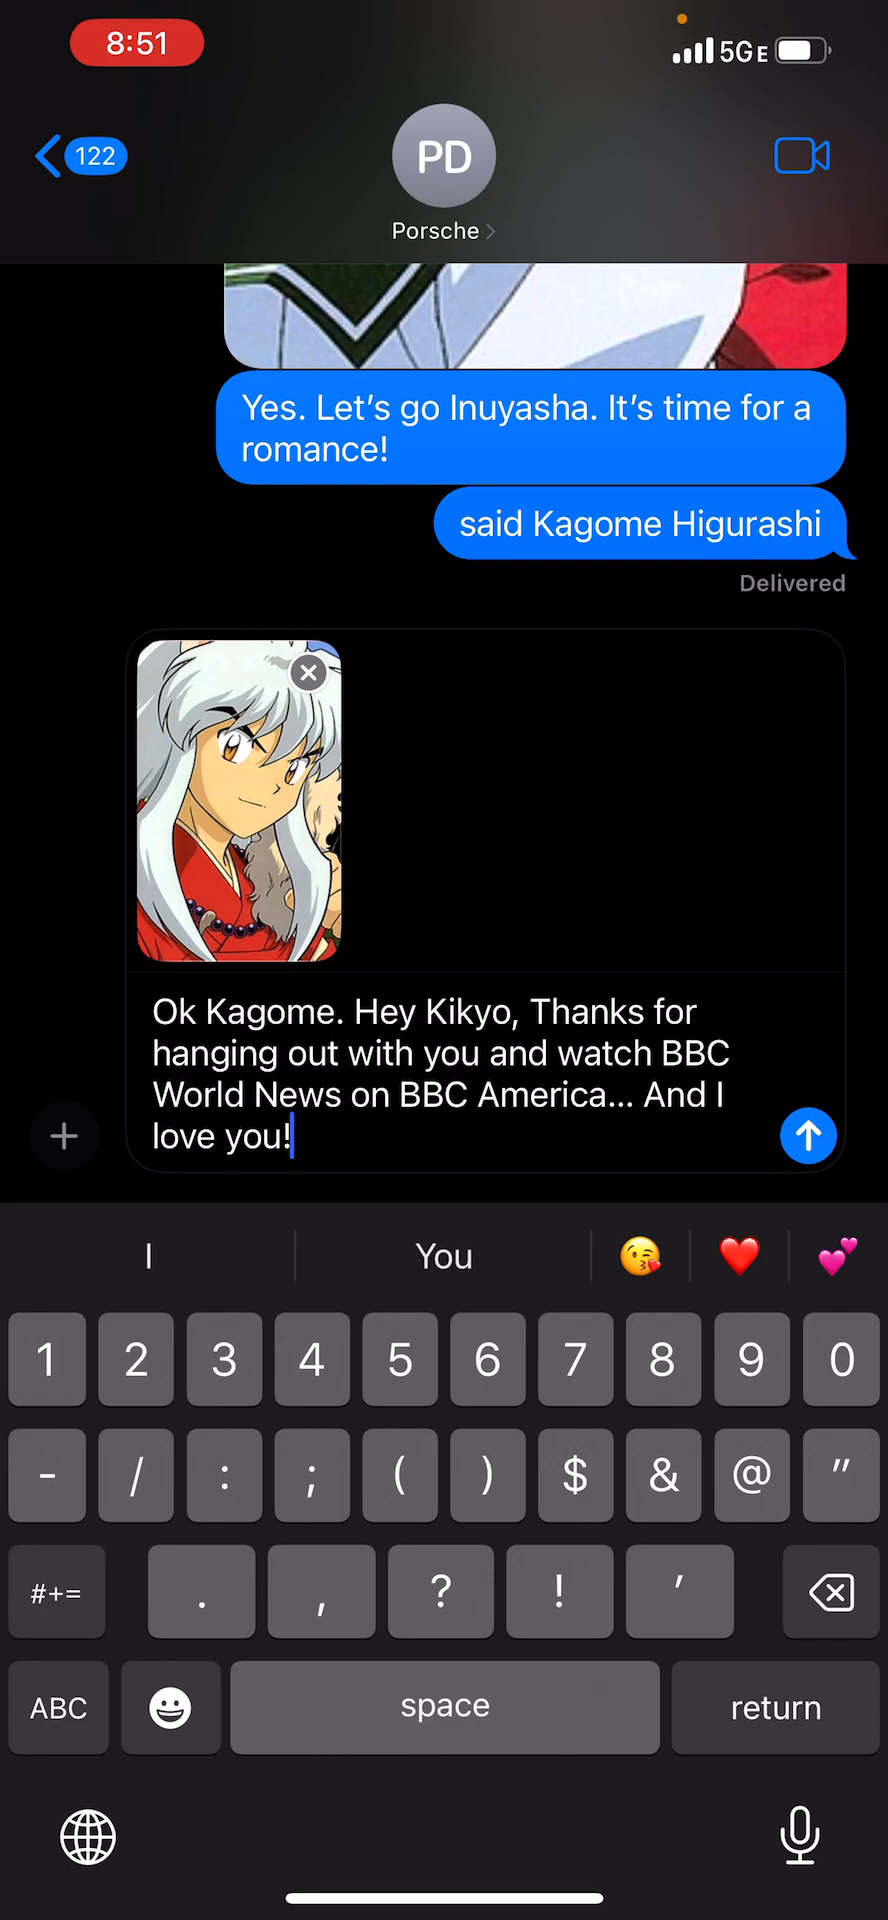 8:51
5GE
122
PD
Porsche
Yes. Let’s go Inuyasha. It’s time for a
romance!
said Kagome Higurashi
Delivered
Ok Kagome. Hey Kikyo, Thanks for
hanging out with you and watch BBC
World News on BBC America... And I
love you!
I You 😘 ❤️ 💕
1 2 3 4 5 6 7 8 9 0
- / : ; ( ) $ & @ "
#+= . , ? ! ’
ABC space return